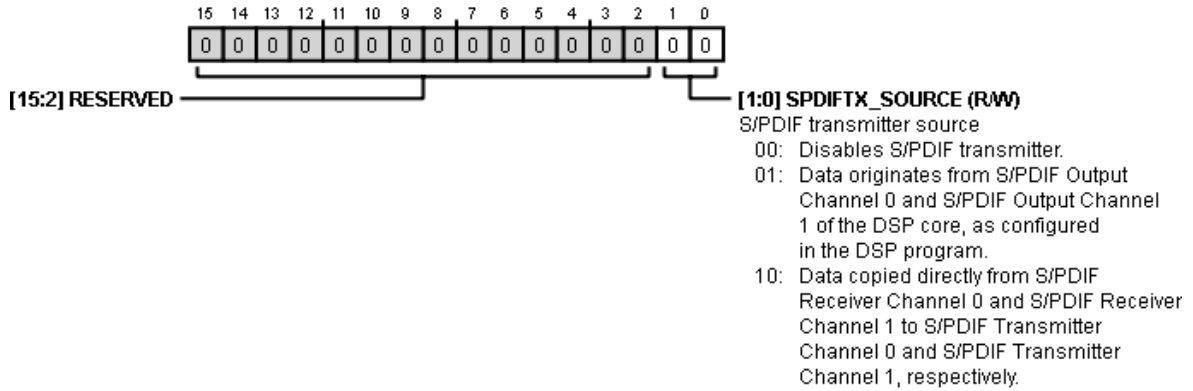 15 14 13 12 11 10 9 8 7 6 5 4 3 2 1 0
0 0 0 0 0 0 0 0 0 0 0 0 0 0 0 0
[15:2] RESERVED
[1:0] SPDIFTX_SOURCE (R/W)
S/PDIF transmitter source
00: Disables S/PDIF transmitter.
01: Data originates from S/PDIF Output
Channel 0 and S/PDIF Output Channel
1 of the DSP core, as configured
in the DSP program.
10: Data copied directly from S/PDIF
Receiver Channel 0 and S/PDIF Receiver
Channel 1 to S/PDIF Transmitter
Channel 0 and S/PDIF Transmitter
Channel 1, respectively.